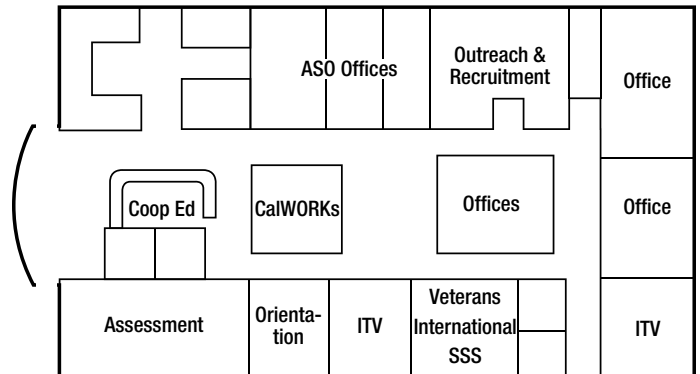 ASO Offices
Outreach &
Recruitment
Office
Coop Ed
CalWORKs
Offices
Office
Assessment
Orienta-
tion
ITV
Veterans
International
SSS
ITV